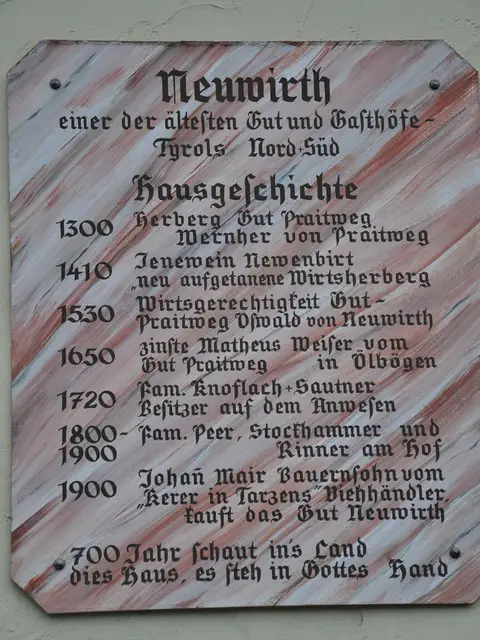 Neuwirth
einer der ältesten Gut und Gasthöfe-
Tyrols Nord+Süd
Hausgeschichte
1300 Herberg Gut Praitweg
Wernher von Praitweg
1410 Jenewein Newenbirt
„neu aufgetanene Wirtsherberg
1530 Wirtsgerechtigkeit Gut-
Praitweg Oswald von Neuwirth
1650 zinste Matheus Weiser vom
Gut Praitweg in Ölbögen
1720 Fam. Knoflach+Sautner
Besitzer auf dem Anwesen
1800- Fam. Peer, Stockhammer und
1900 Rinner am Hof
1900 Johañ Mair Bauernsohn vom
„Kerer in Tarzens" Viehhändler,
kauft das Gut Neuwirth
700 Jahr schaut in's Land
dies Haus, es steh in Gottes Hand